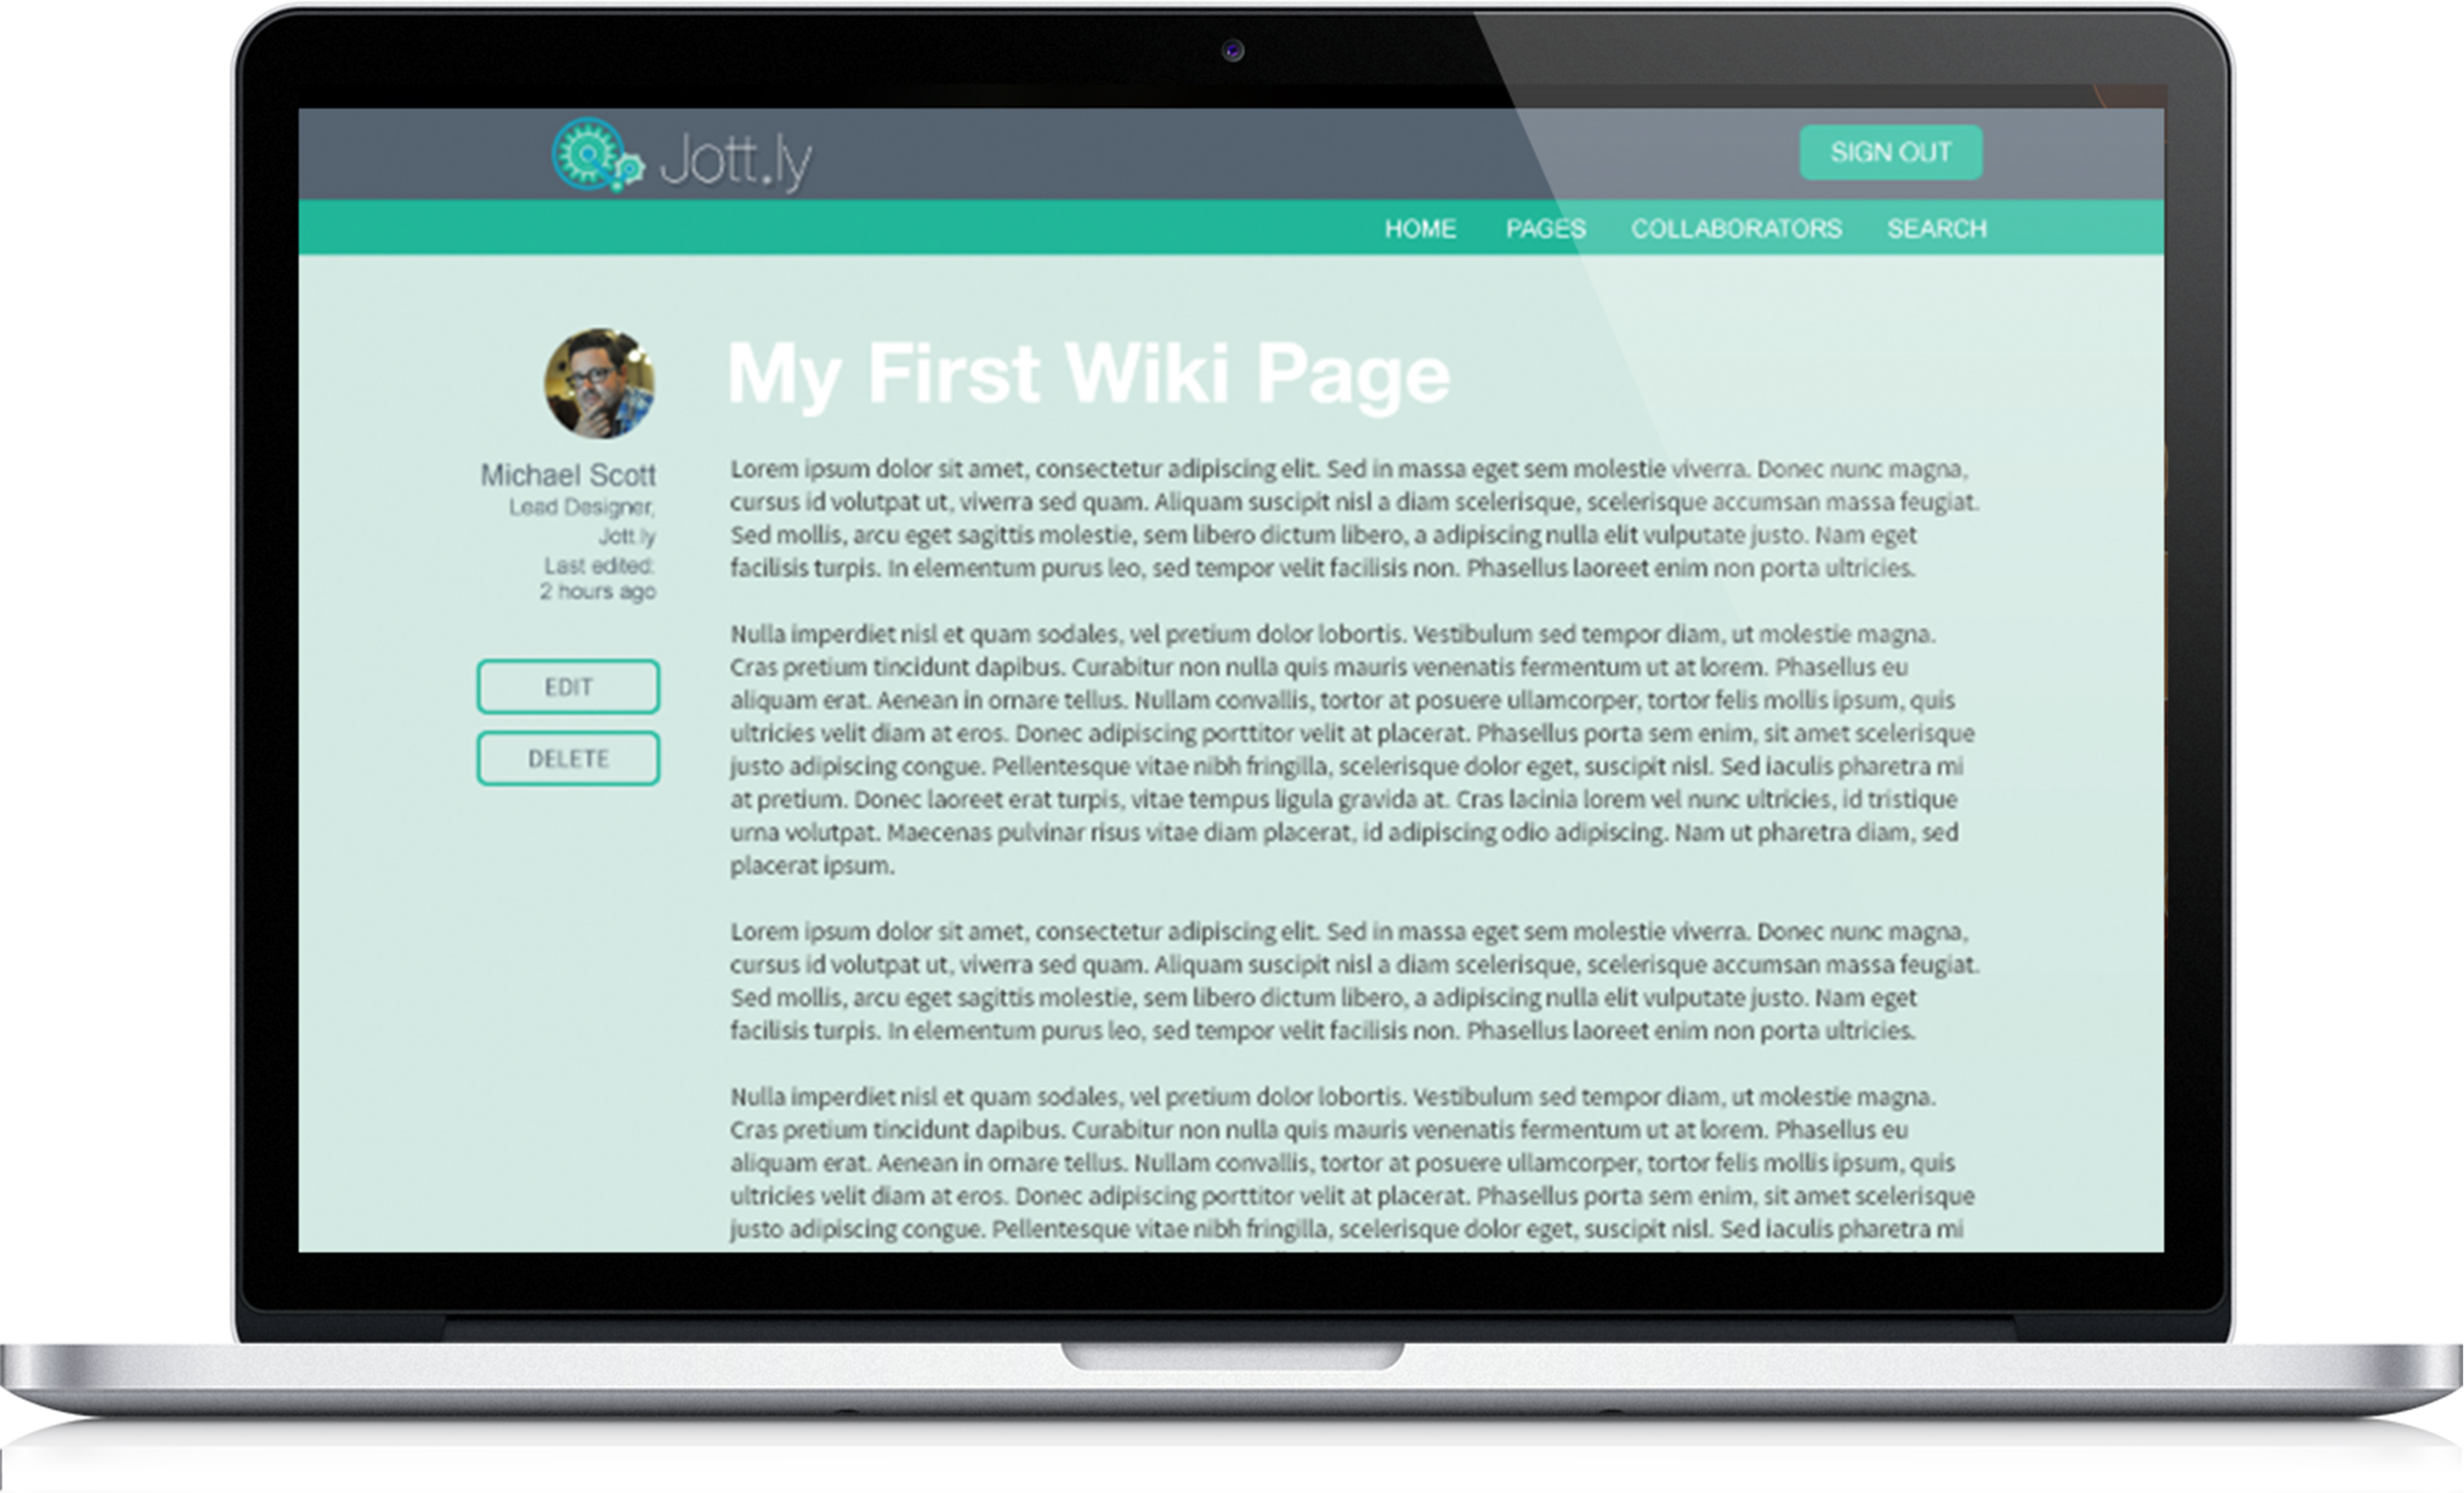 Jott.ly
SIGN OUT
HOME PAGES COLLABORATORS SEARCH
Michael Scott
Lead Designer,
Jott.ly
Last edited:
2 hours ago
EDIT
DELETE
My First Wiki Page
Lorem ipsum dolor sit amet, consectetur adipiscing elit. Sed in massa eget sem molestie viverra. Donec nunc magna,
cursus id volutpat ut, viverra sed quam. Aliquam suscipit nisl a diam scelerisque, scelerisque accumsan massa feugiat.
Sed mollis, arcu eget sagittis molestie, sem libero dictum libero, a adipiscing nulla elit vulputate justo. Nam eget
facilisis turpis. In elementum purus leo, sed tempor velit facilisis non. Phasellus laoreet enim non porta ultricies.
Nulla imperdiet nisl et quam sodales, vel pretium dolor lobortis. Vestibulum sed tempor diam, ut molestie magna.
Cras pretium tincidunt dapibus. Curabitur non nulla quis mauris venenatis fermentum ut at lorem. Phasellus eu
aliquam erat. Aenean in ornare tellus. Nullam convallis, tortor at posuere ullamcorper, tortor felis mollis ipsum, quis
ultricies velit diam at eros. Donec adipiscing porttitor velit at placerat. Phasellus porta sem enim, sit amet scelerisque
justo adipiscing congue. Pellentesque vitae nibh fringilla, scelerisque dolor eget, suscipit nisl. Sed iaculis pharetra mi
at pretium. Donec laoreet erat turpis, vitae tempus ligula gravida at. Cras lacinia lorem vel nunc ultricies, id tristique
urna volutpat. Maecenas pulvinar risus vitae diam placerat, id adipiscing odio adipiscing. Nam ut pharetra diam, sed
placerat ipsum.
Lorem ipsum dolor sit amet, consectetur adipiscing elit. Sed in massa eget sem molestie viverra. Donec nunc magna,
cursus id volutpat ut, viverra sed quam. Aliquam suscipit nisl a diam scelerisque, scelerisque accumsan massa feugiat.
Sed mollis, arcu eget sagittis molestie, sem libero dictum libero, a adipiscing nulla elit vulputate justo. Nam eget
facilisis turpis. In elementum purus leo, sed tempor velit facilisis non. Phasellus laoreet enim non porta ultricies.
Nulla imperdiet nisl et quam sodales, vel pretium dolor lobortis. Vestibulum sed tempor diam, ut molestie magna.
Cras pretium tincidunt dapibus. Curabitur non nulla quis mauris venenatis fermentum ut at lorem. Phasellus eu
aliquam erat. Aenean in ornare tellus. Nullam convallis, tortor at posuere ullamcorper, tortor felis mollis ipsum, quis
ultricies velit diam at eros. Donec adipiscing porttitor velit at placerat. Phasellus porta sem enim, sit amet scelerisque
justo adipiscing congue. Pellentesque vitae nibh fringilla, scelerisque dolor eget, suscipit nisl. Sed iaculis pharetra mi